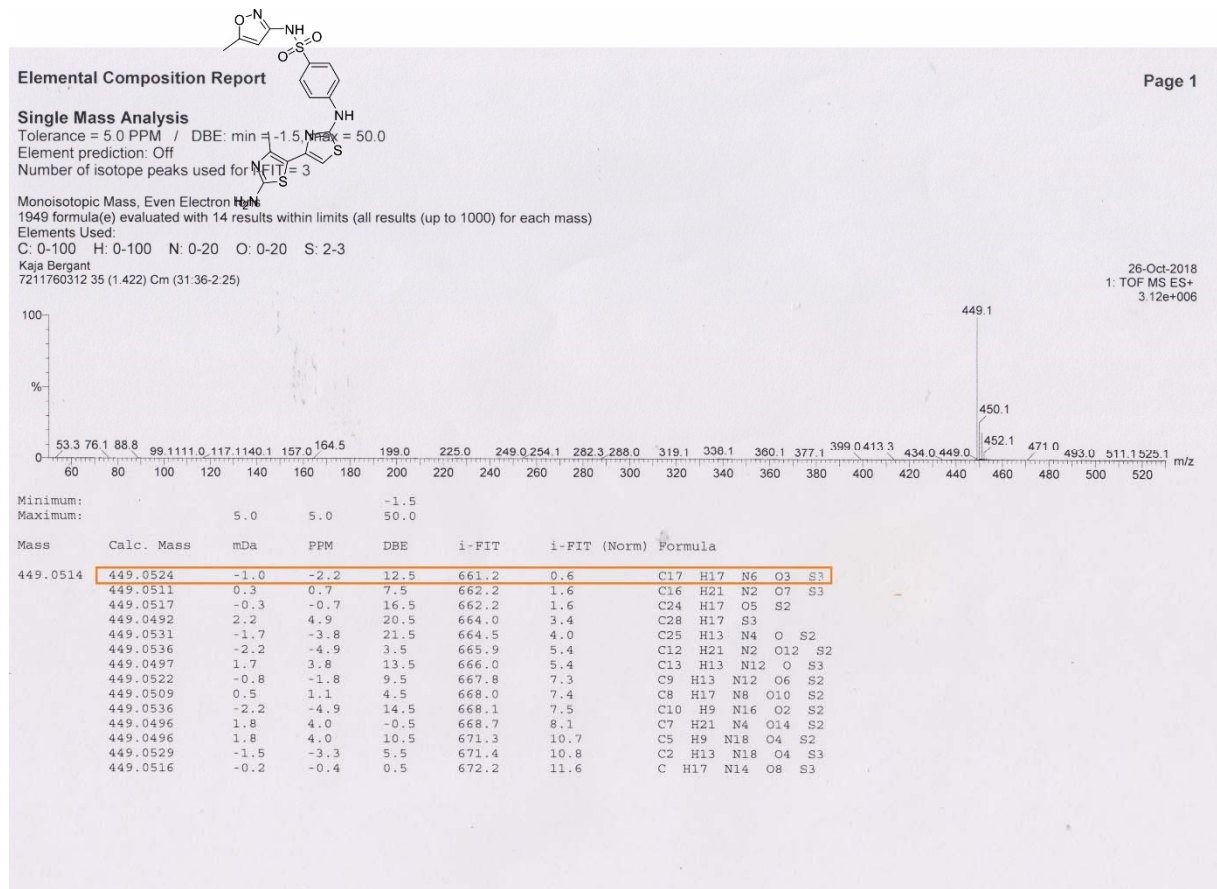 O N
NH
S O
O
NH
N
S
N
S
H₂N
Elemental Composition Report
Page 1
Single Mass Analysis
Tolerance = 5.0 PPM / DBE: min = -1.5, max = 50.0
Element prediction: Off
Number of isotope peaks used for i-FIT = 3
Monoisotopic Mass, Even Electron Ions
1949 formula(e) evaluated with 14 results within limits (all results (up to 1000) for each mass)
Elements Used:
C: 0-100 H: 0-100 N: 0-20 O: 0-20 S: 2-3
Kaja Bergant
7211760312 35 (1.422) Cm (31:36-2:25)
26-Oct-2018
1: TOF MS ES+
3.12e+006
100
%
0
449.1
450.1
452.1
53.3 76.1 88.8 99.1 111.0 117.1 140.1 157.0 164.5 199.0 225.0 249.0 254.1 282.3 288.0 319.1 338.1 360.1 377.1 399.0 413.3 434.0 449.0 471.0 493.0 511.1 525.1
m/z
60 80 100 120 140 160 180 200 220 240 260 280 300 320 340 360 380 400 420 440 460 480 500 520
Minimum: -1.5
Maximum: 5.0 5.0 50.0
Mass Calc. Mass mDa PPM DBE i-FIT i-FIT (Norm) Formula
449.0514 449.0524 -1.0 -2.2 12.5 661.2 0.6 C17 H17 N6 O3 S3
449.0511 0.3 0.7 7.5 662.2 1.6 C16 H21 N2 O7 S3
449.0517 -0.3 -0.7 16.5 662.2 1.6 C24 H17 O5 S2
449.0492 2.2 4.9 20.5 664.0 3.4 C28 H17 S3
449.0531 -1.7 -3.8 21.5 664.5 4.0 C25 H13 N4 O S2
449.0536 -2.2 -4.9 3.5 665.9 5.4 C12 H21 N2 O12 S2
449.0497 1.7 3.8 13.5 666.0 5.4 C13 H13 N12 O S3
449.0522 -0.8 -1.8 9.5 667.8 7.3 C9 H13 N12 O6 S2
449.0509 0.5 1.1 4.5 668.0 7.4 C8 H17 N8 O10 S2
449.0536 -2.2 -4.9 14.5 668.1 7.5 C10 H9 N16 O2 S2
449.0496 1.8 4.0 -0.5 668.7 8.1 C7 H21 N4 O14 S2
449.0496 1.8 4.0 10.5 671.3 10.7 C5 H9 N18 O4 S2
449.0529 -1.5 -3.3 5.5 671.4 10.8 C2 H13 N18 O4 S3
449.0516 -0.2 -0.4 0.5 672.2 11.6 C H17 N14 O8 S3